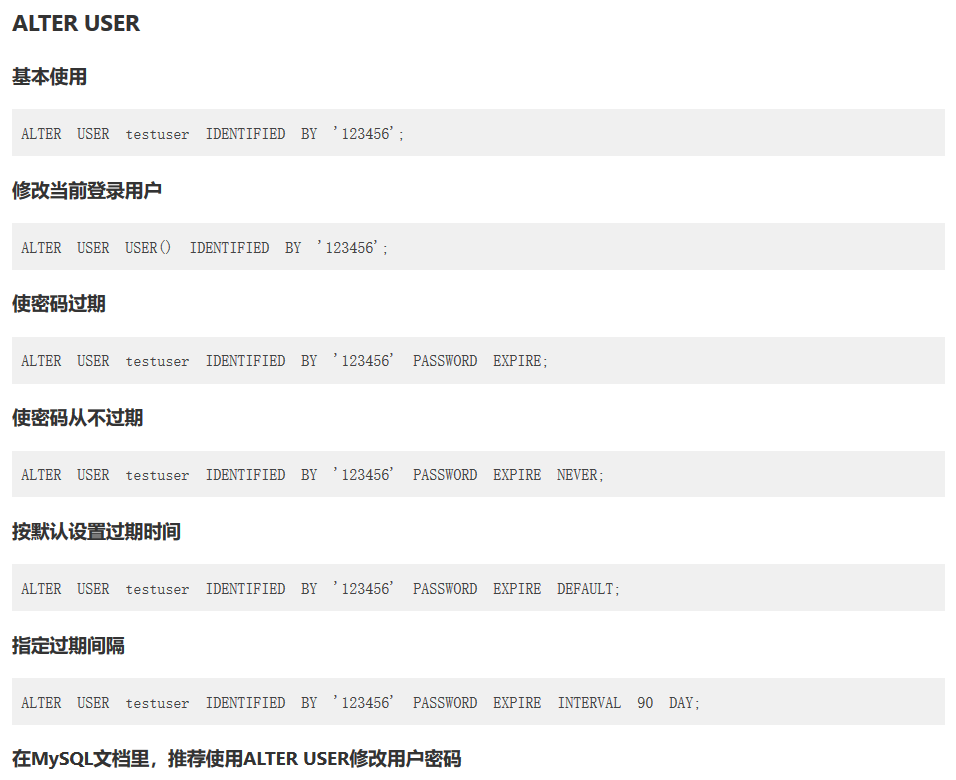 ALTER USER
基本使用
ALTER USER testuser IDENTIFIED BY '123456';
修改当前登录用户
ALTER USER USER() IDENTIFIED BY '123456';
使密码过期
ALTER USER testuser IDENTIFIED BY '123456' PASSWORD EXPIRE;
使密码从不过期
ALTER USER testuser IDENTIFIED BY '123456' PASSWORD EXPIRE NEVER;
按默认设置过期时间
ALTER USER testuser IDENTIFIED BY '123456' PASSWORD EXPIRE DEFAULT;
指定过期间隔
ALTER USER testuser IDENTIFIED BY '123456' PASSWORD EXPIRE INTERVAL 90 DAY;
在MySQL文档里，推荐使用ALTER USER修改用户密码